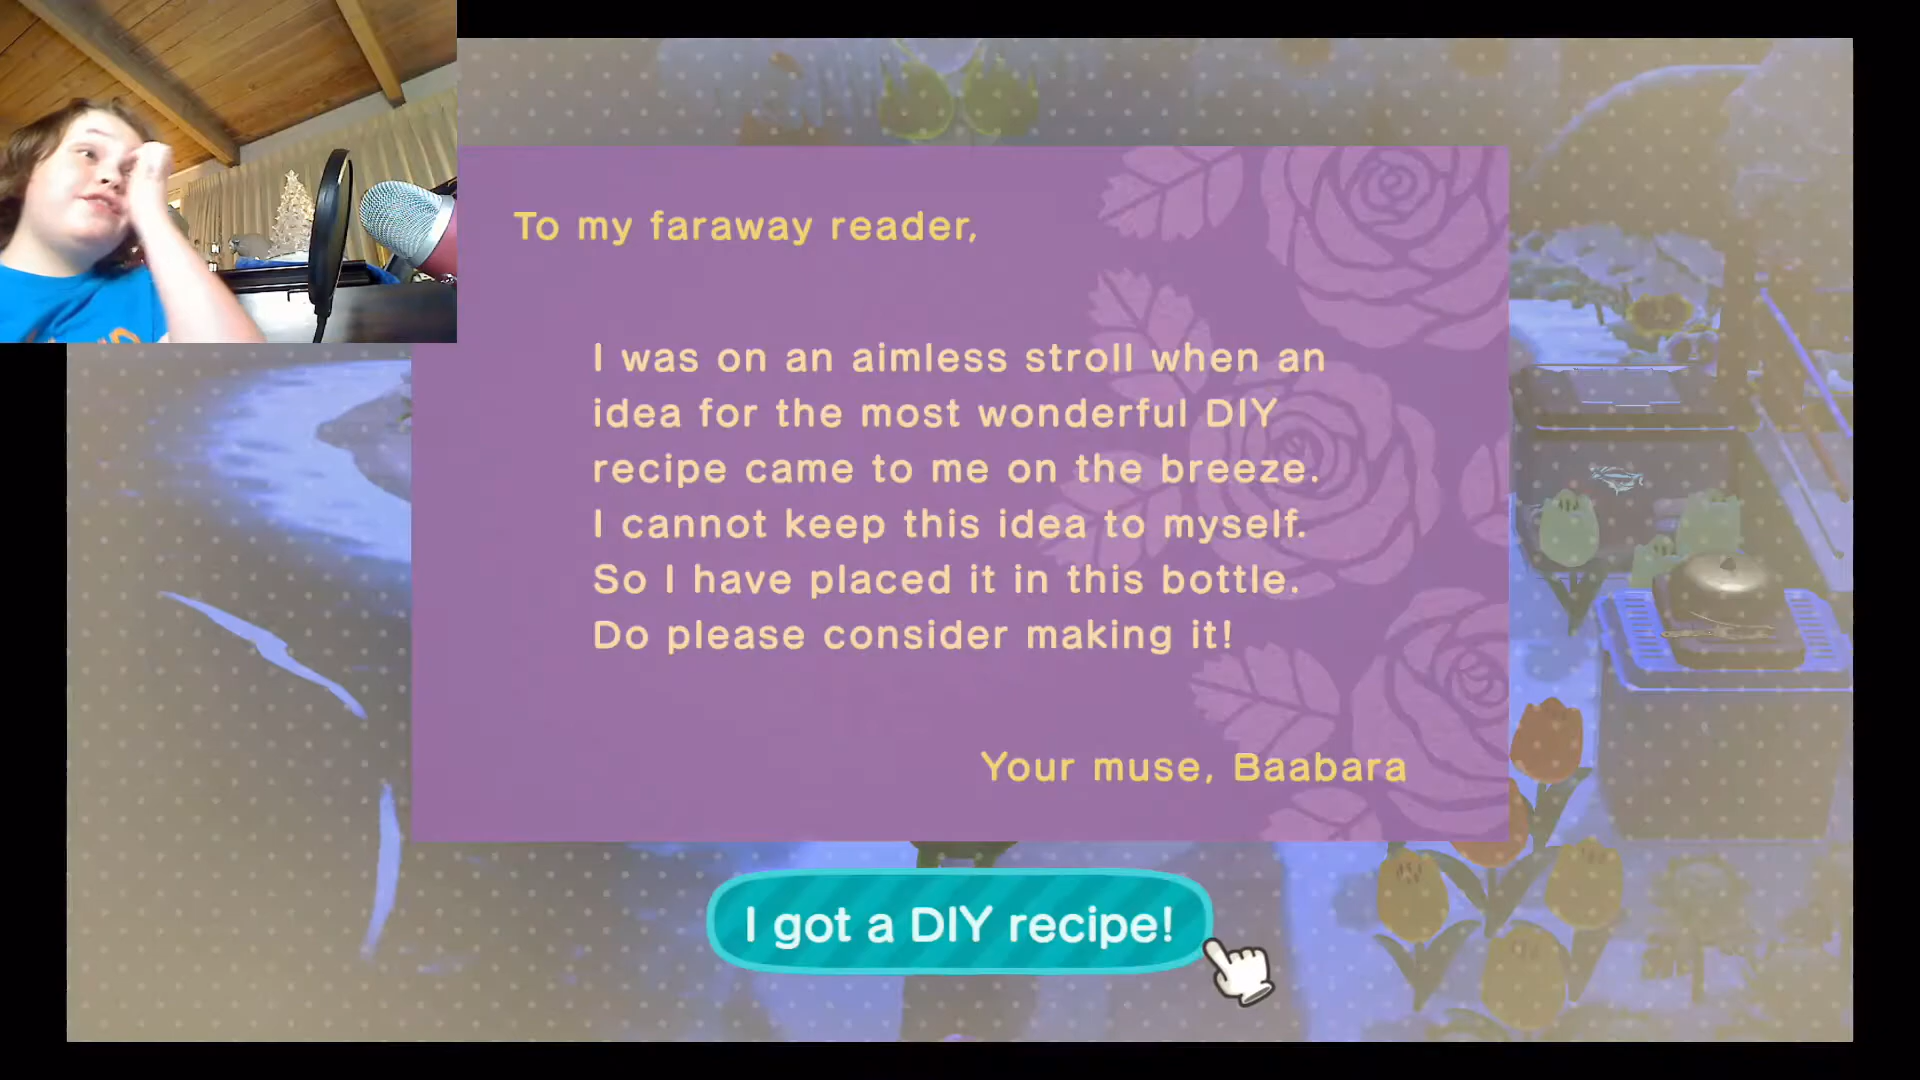 To my faraway reader,
I was on an aimless stroll when an
idea for the most wonderful DIY
recipe came to me on the breeze.
I cannot keep this idea to myself.
So I have placed it in this bottle.
Do please consider making it!
Your muse, Baabara
I got a DIY recipe!